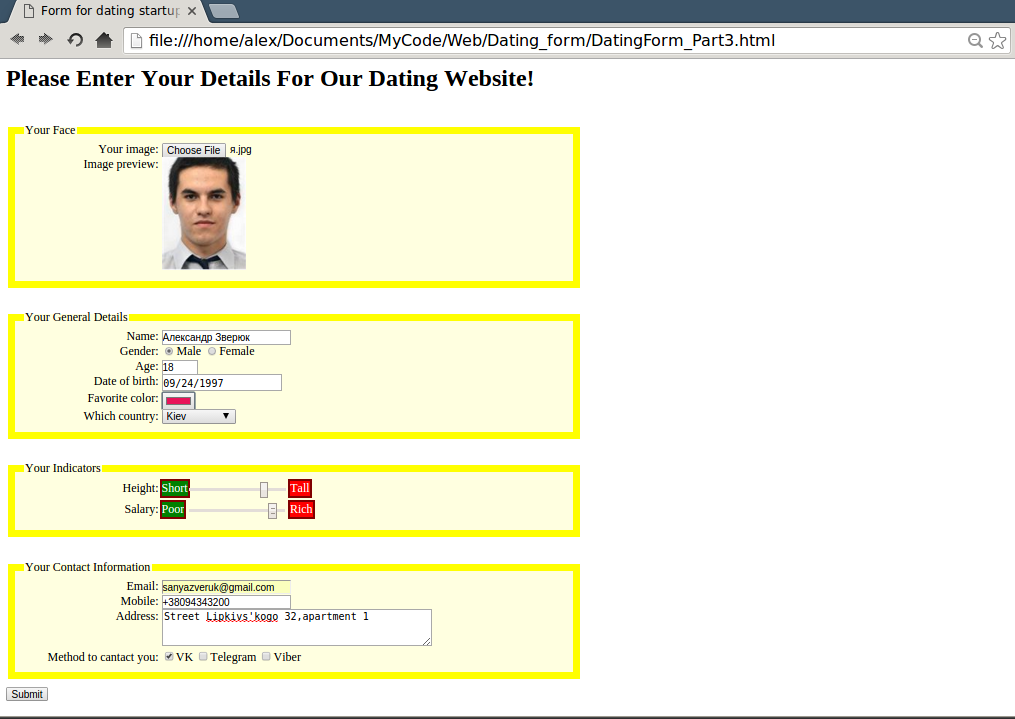 Form for dating startup
file:///home/alex/Documents/MyCode/Web/Dating_form/DatingForm_Part3.html
Please Enter Your Details For Our Dating Website!
Your Face
Your image: Choose File я.jpg
Image preview:
Your General Details
Name: Александр Зверюк
Gender: Male Female
Age: 18
Date of birth: 09/24/1997
Favorite color:
Which country: Kiev
Your Indicators
Height: Short Tall
Salary: Poor Rich
Your Contact Information
Email: sanyazveruk@gmail.com
Mobile: +38094343200
Address: Street Lipkivs'kogo 32,apartment 1
Method to cantact you: VK Telegram Viber
Submit